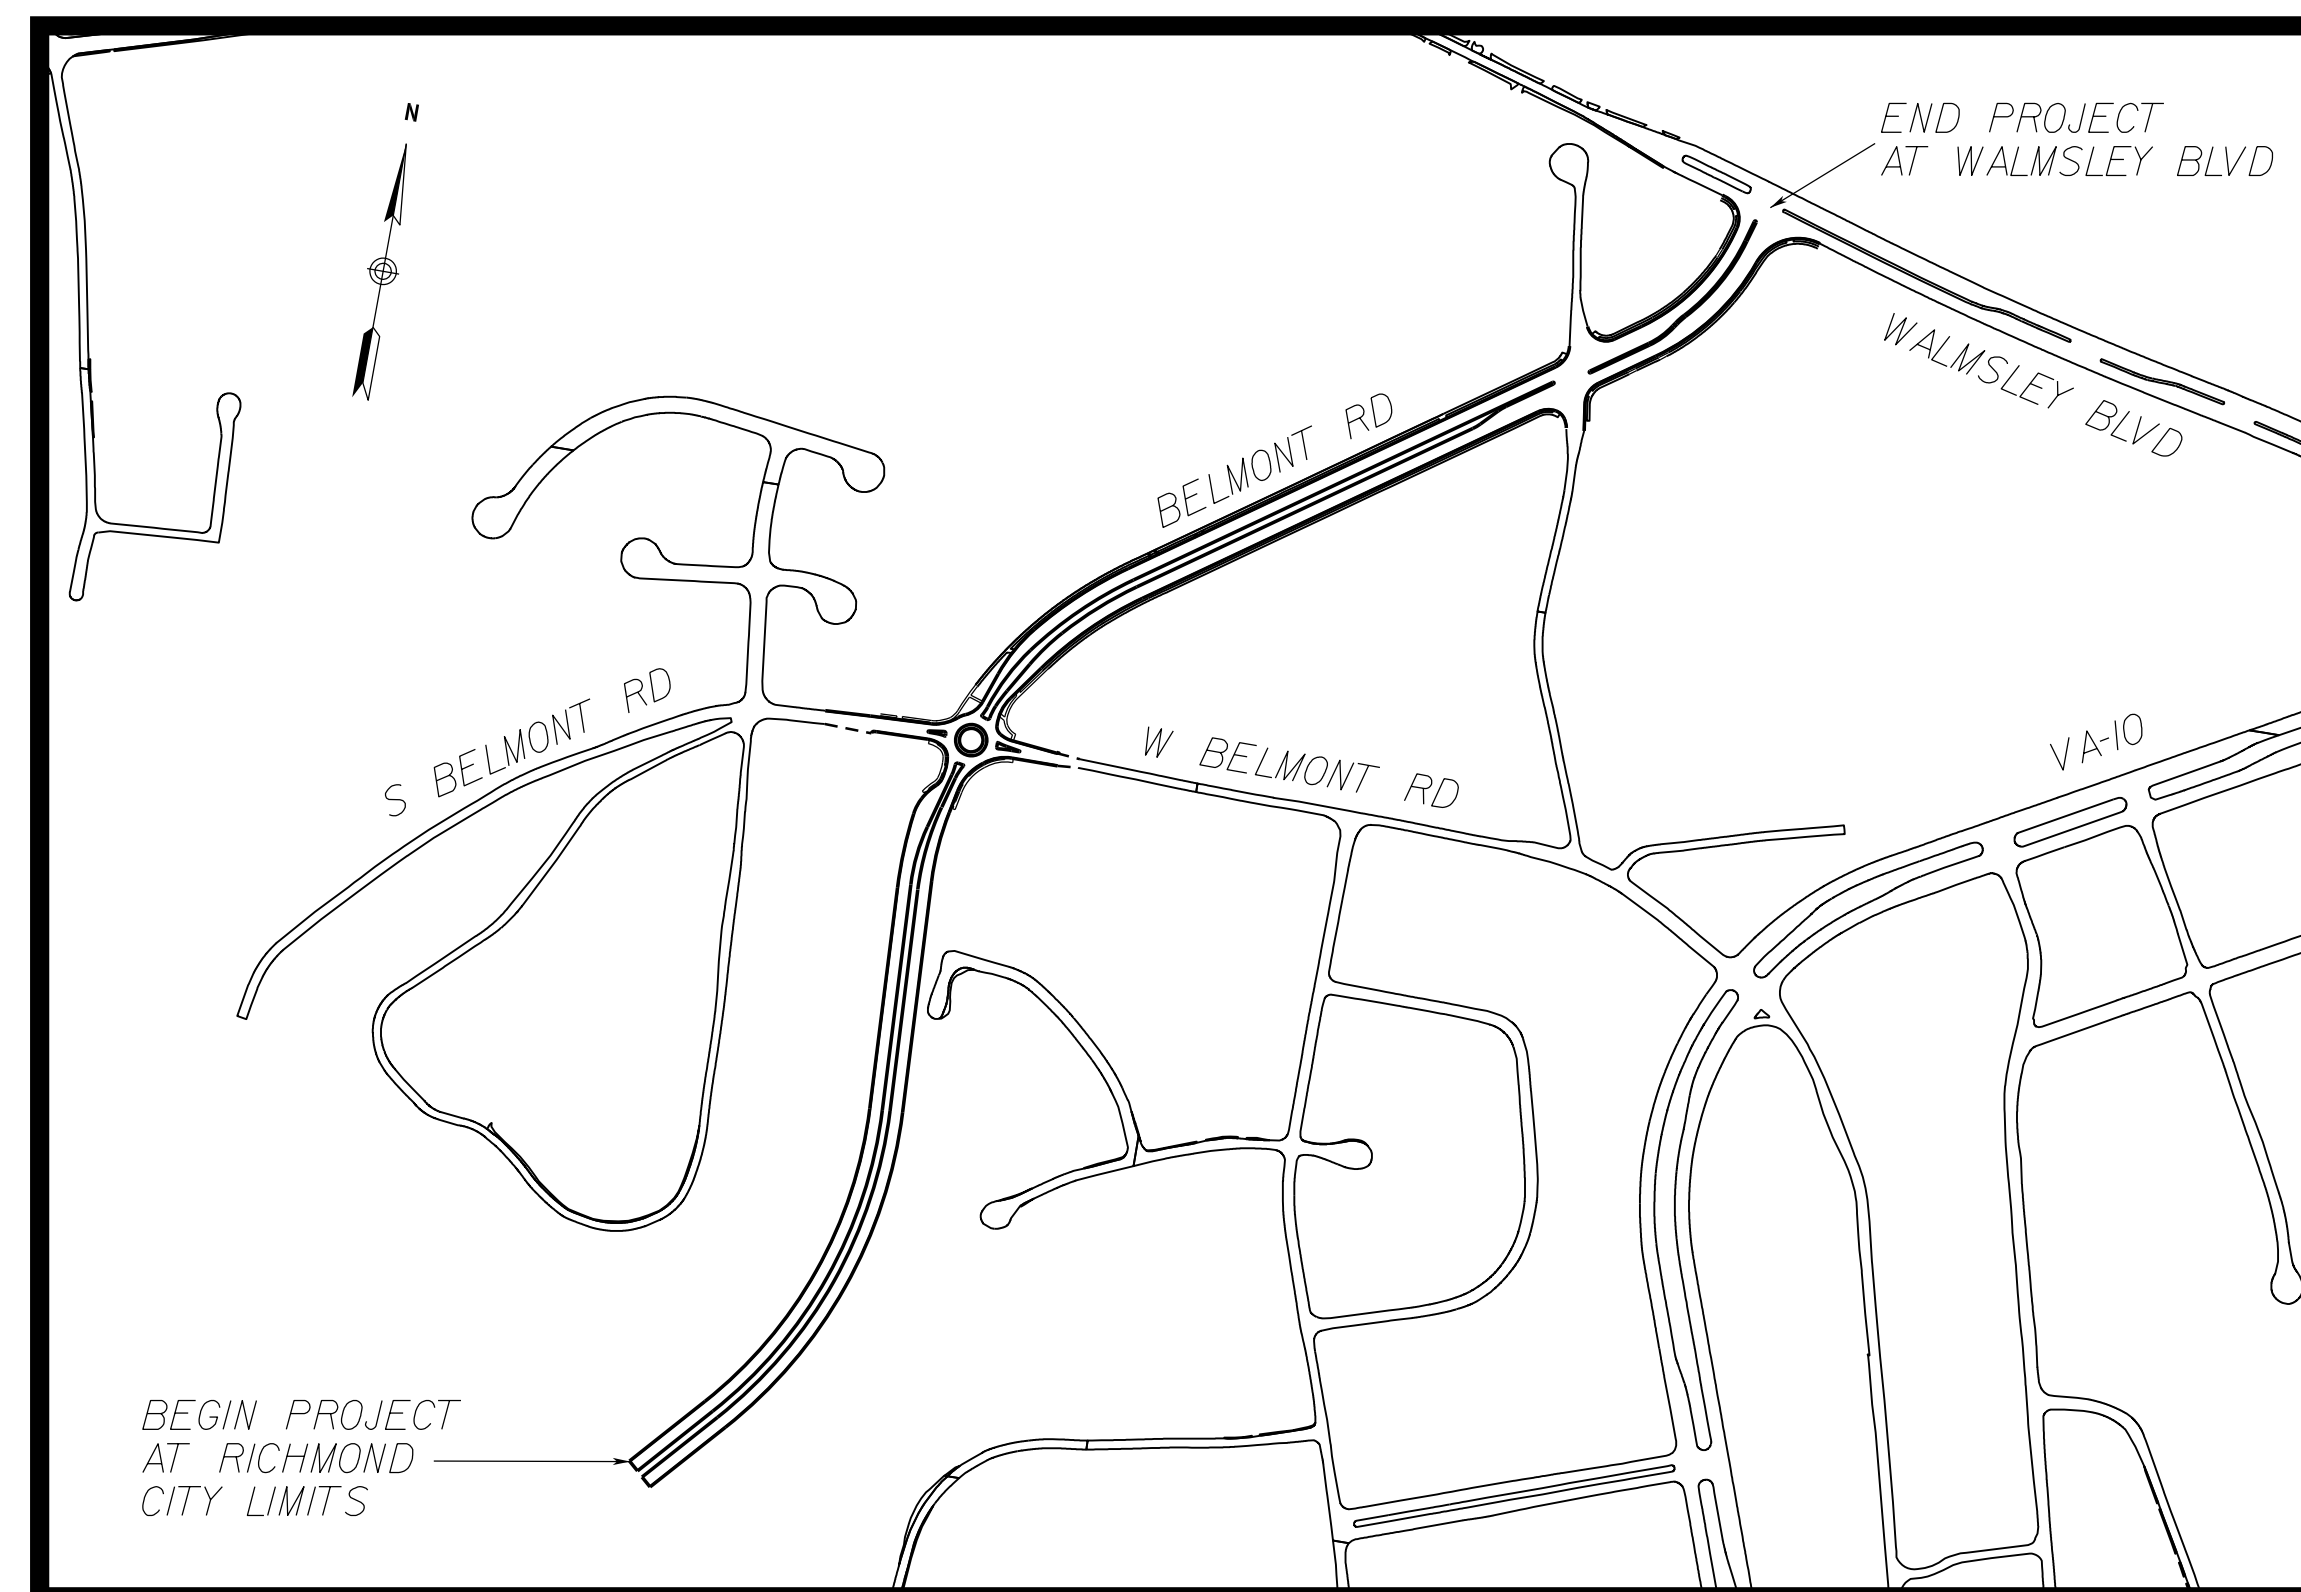 N
END PROJECT
AT WALMSLEY BLVD
WALMSLEY BLVD
BELMONT RD
S BELMONT RD
W BELMONT RD
VA-10
BEGIN PROJECT
AT RICHMOND
CITY LIMITS